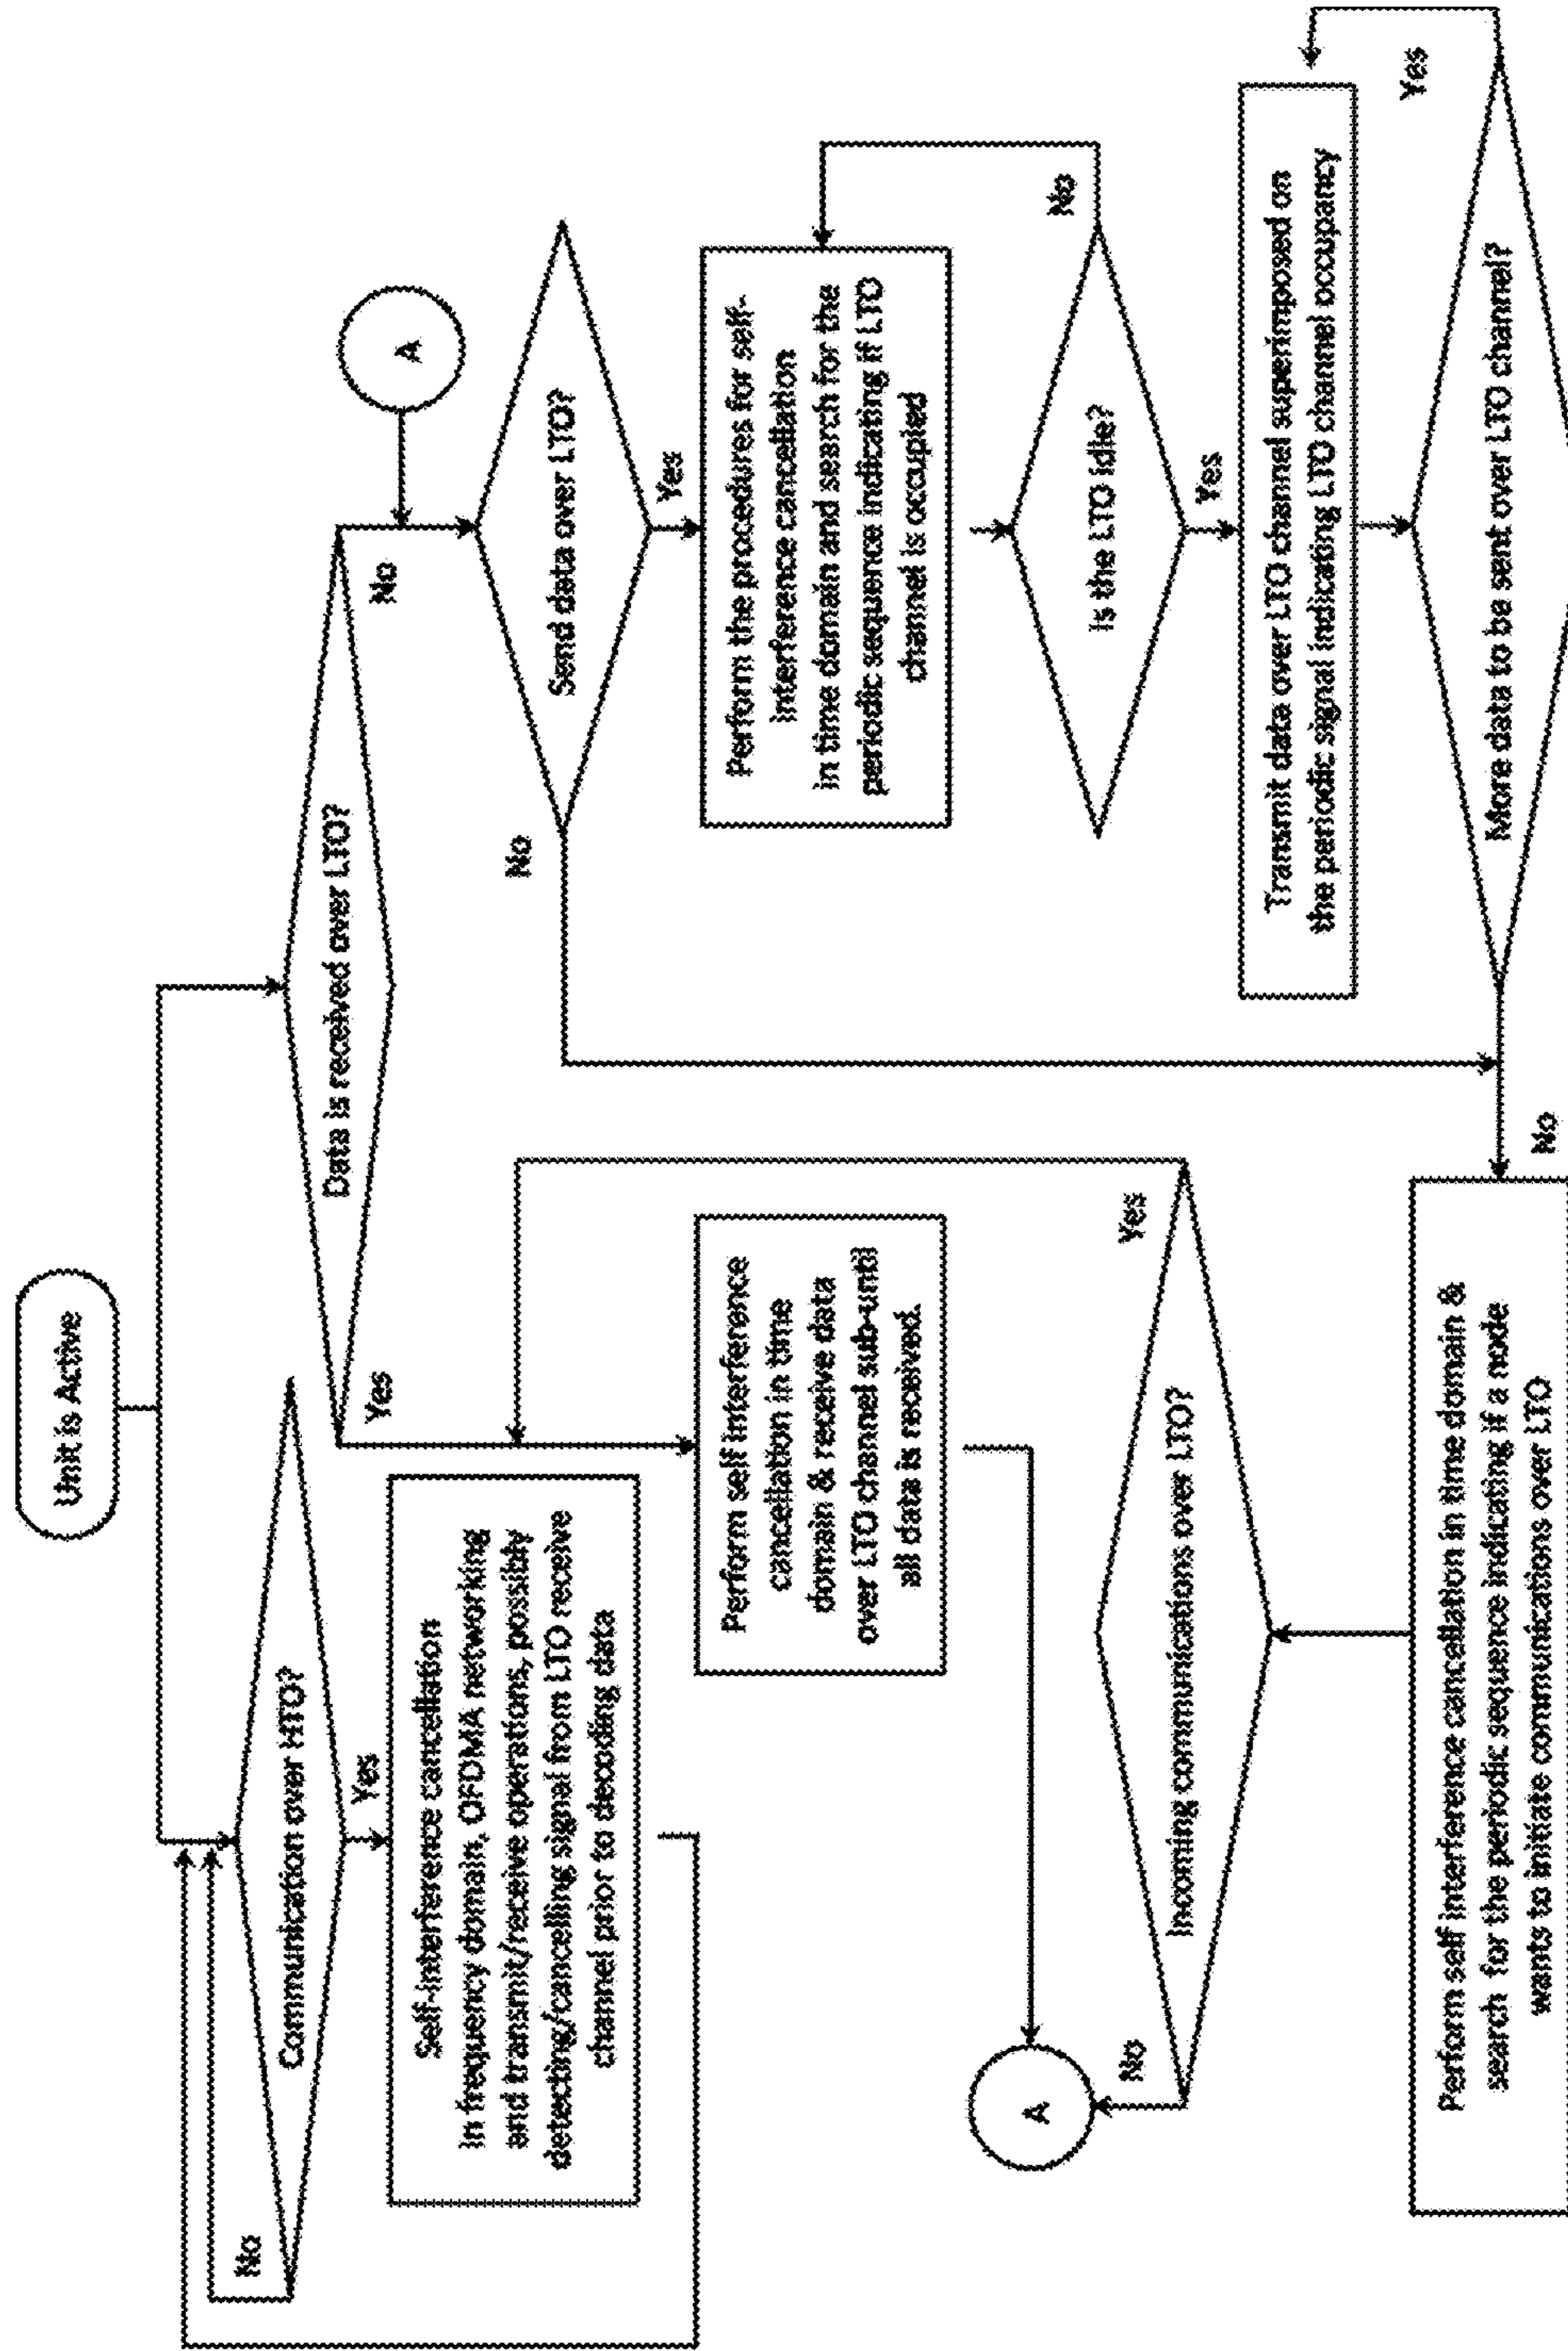 Unit is Active
Communication over HTO?
No
Yes
Self-interference cancellation
in frequency domain, OFDMA networking
and transmit/receive operations, possibly
detecting/cancelling signal from LTO receive
channel prior to decoding data
Data is received over LTO?
Yes
No
A
Perform self interference
cancellation in time
domain & receive data
over LTO channel sub-until
all data is received.
Send data over LTO?
No
Yes
Perform the procedures for self-
interference cancellation
in time domain and search for the
periodic sequence indicating if LTO
channel is occupied
Is the LTO idle?
No
Yes
Transmit data over LTO channel superimposed on
the periodic signal indicating LTO channel occupancy
More data to be sent over LTO channel?
Yes
No
A
No
Incoming communications over LTO?
Yes
Perform self interference cancellation in time domain &
search for the periodic sequence indicating if a node
wants to initiate communications over LTO